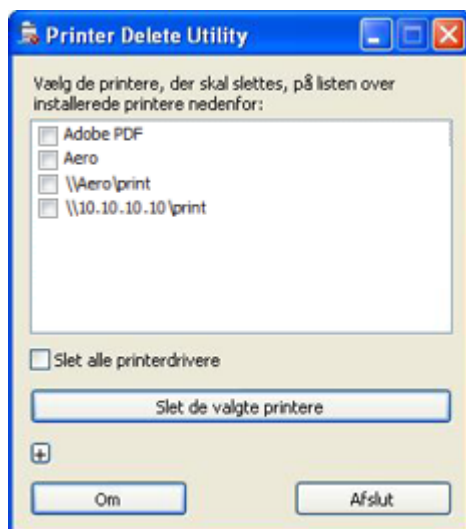 Printer Delete Utility
Vælg de printere, der skal slettes, på listen over
installerede printere nedenfor:
Adobe PDF
Aero
\\Aero\print
\\10.10.10.10\print
Slet alle printerdrivere
Slet de valgte printere
Om
Afslut